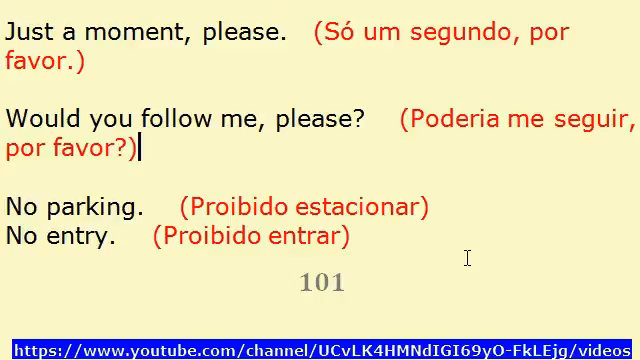 Just a moment, please. (Só um segundo, por
favor.)
Would you follow me, please? (Poderia me seguir,
por favor?)
No parking. (Proibido estacionar)
No entry. (Proibido entrar)
101
https://www.youtube.com/channel/UCvLK4HMNdIGI69yO-FkLEjg/videos